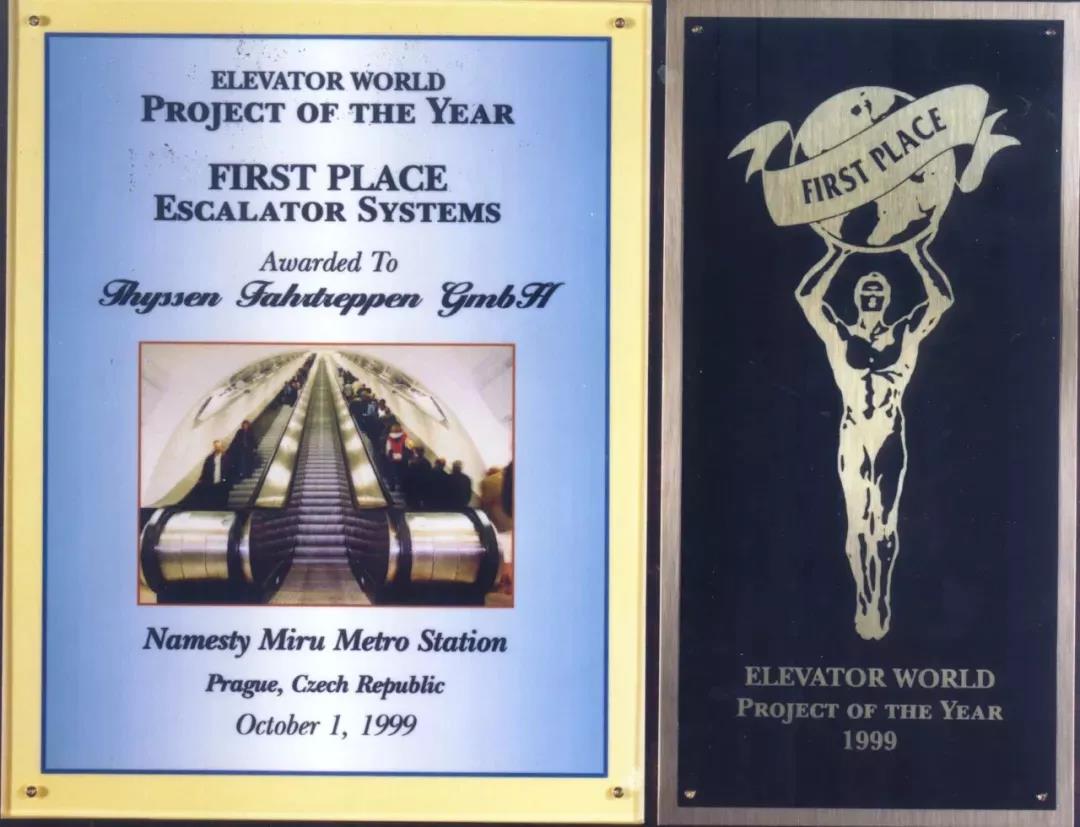 ELEVATOR WORLD
PROJECT OF THE YEAR
FIRST PLACE
ESCALATOR SYSTEMS
Awarded To
Thyssen Fahrtreppen GmbH
Namesty Miru Metro Station
Prague, Czech Republic
October 1, 1999
FIRST PLACE
ELEVATOR WORLD
PROJECT OF THE YEAR
1999